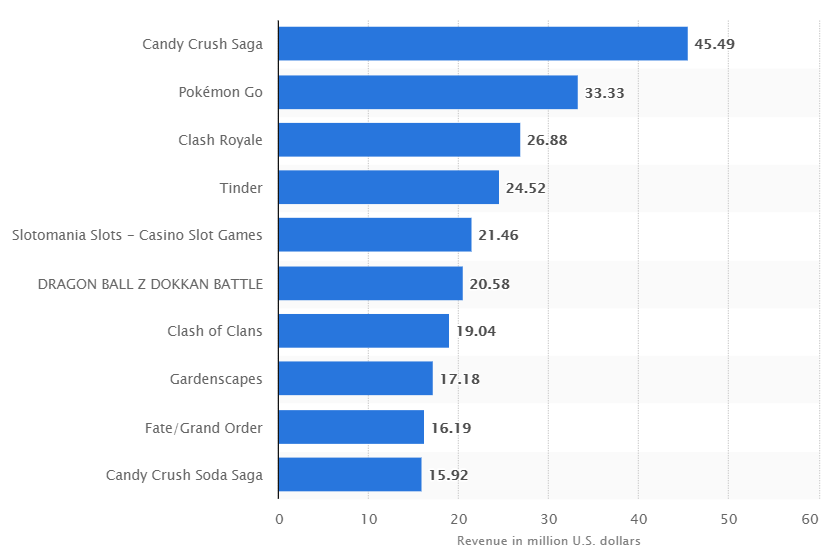 Candy Crush Saga 45.49
Pokémon Go 33.33
Clash Royale 26.88
Tinder 24.52
Slotomania Slots - Casino Slot Games 21.46
DRAGON BALL Z DOKKAN BATTLE 20.58
Clash of Clans 19.04
Gardenscapes 17.18
Fate/Grand Order 16.19
Candy Crush Soda Saga 15.92
0 10 20 30 40 50 60
Revenue in million U.S. dollars